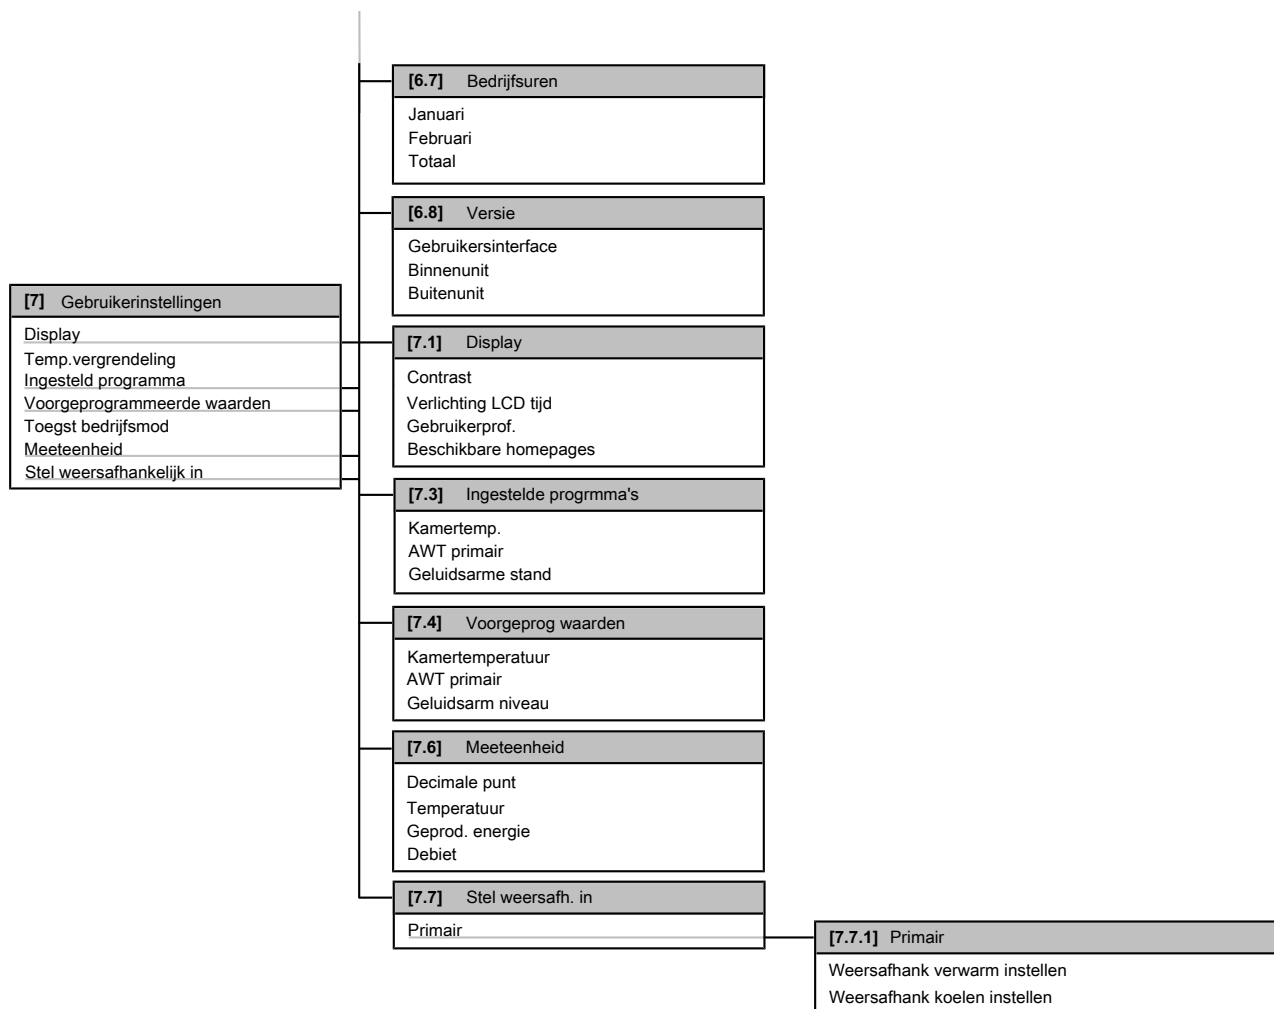 [6.7] Bedrijfsuren
Januari
Februari
Totaal
[6.8] Versie
Gebruikersinterface
Binnenunit
Buitenunit
[7] Gebruikerinstellingen
Display
Temp.vergrendeling
Ingesteld programma
Voorgeprogrammeerde waarden
Toegst bedrijfsmod
Meeteenheid
Stel weersafhankelijk in
[7.1] Display
Contrast
Verlichting LCD tijd
Gebruikerprof.
Beschikbare homepages
[7.3] Ingestelde progrmma's
Kamertemp.
AWT primair
Geluidsarme stand
[7.4] Voorgeprog waarden
Kamertemperatuur
AWT primair
Geluidsarm niveau
[7.6] Meeteenheid
Decimale punt
Temperatuur
Geprod. energie
Debiet
[7.7] Stel weersafh. in
Primair
[7.7.1] Primair
Weersafhank verwarm instellen
Weersafhank koelen instellen